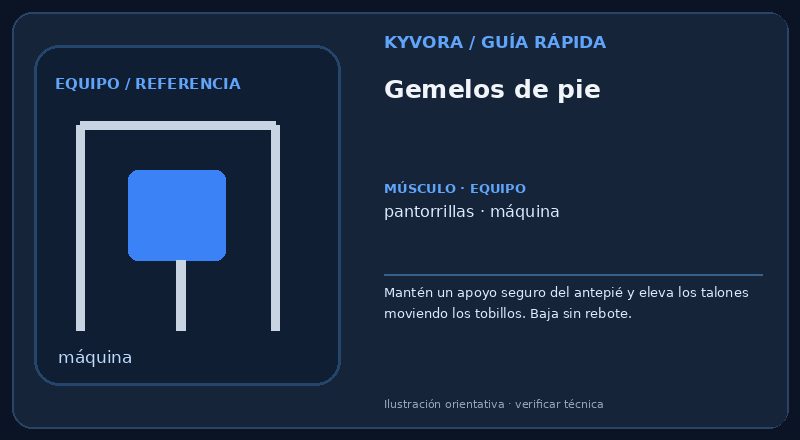 KYVORA / GUÍA RÁPIDA
EQUIPO / REFERENCIA
Gemelos de pie
MÚSCULO · EQUIPO
pantorrillas · máquina
Mantén un apoyo seguro del antepié y eleva los talones
moviendo los tobillos. Baja sin rebote.
máquina
Ilustración orientativa · verificar técnica